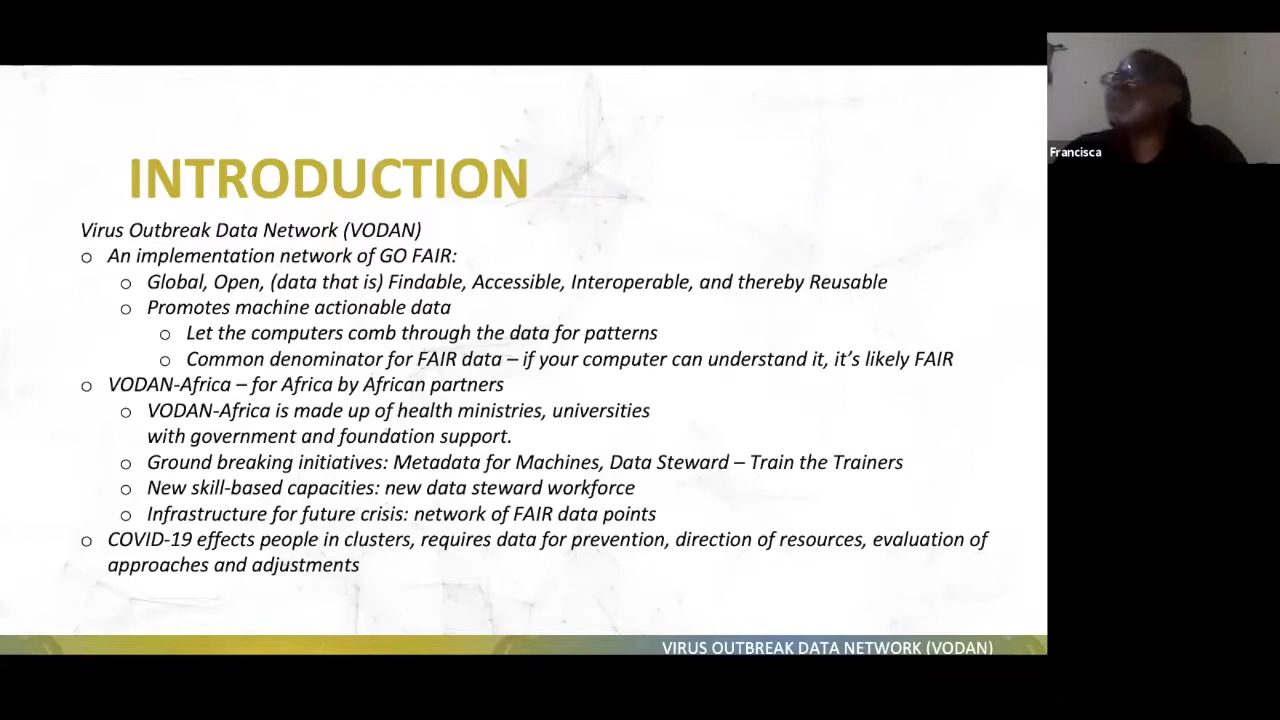 INTRODUCTION
Virus Outbreak Data Network (VODAN)
o An implementation network of GO FAIR:
o Global, Open, (data that is) Findable, Accessible, Interoperable, and thereby Reusable
o Promotes machine actionable data
o Let the computers comb through the data for patterns
o Common denominator for FAIR data – if your computer can understand it, it's likely FAIR
o VODAN-Africa – for Africa by African partners
o VODAN-Africa is made up of health ministries, universities
with government and foundation support.
o Ground breaking initiatives: Metadata for Machines, Data Steward – Train the Trainers
o New skill-based capacities: new data steward workforce
o Infrastructure for future crisis: network of FAIR data points
o COVID-19 effects people in clusters, requires data for prevention, direction of resources, evaluation of
approaches and adjustments
VIRUS OUTBREAK DATA NETWORK (VODAN)
Francisca